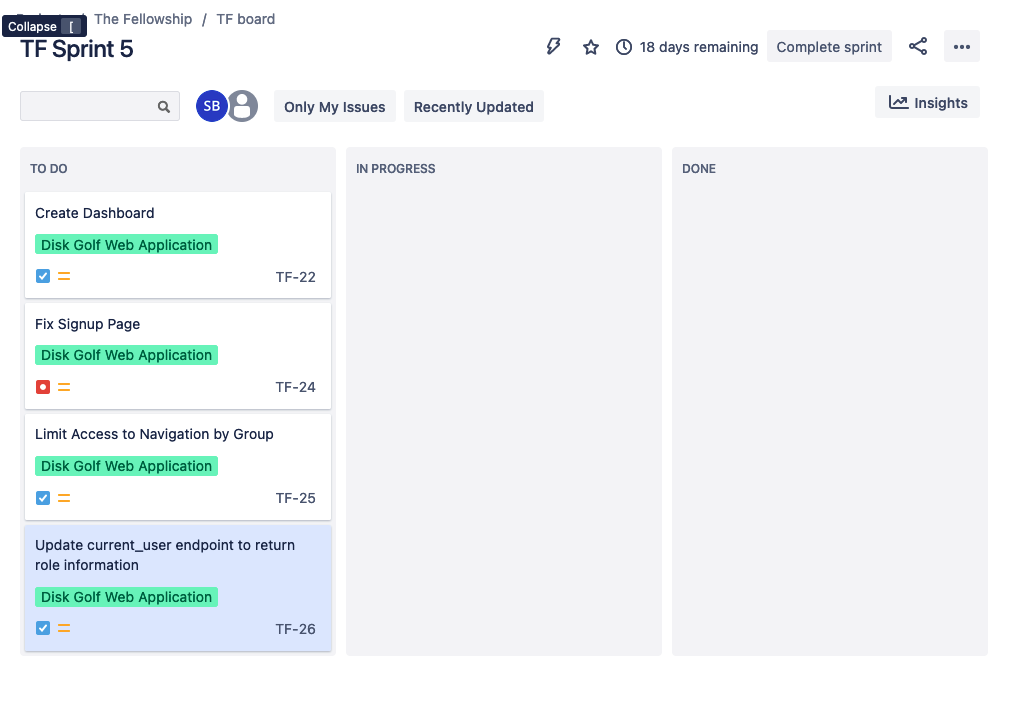 Collapse [
The Fellowship / TF board
TF Sprint 5
18 days remaining
Complete sprint
SB
Only My Issues
Recently Updated
Insights
TO DO
Create Dashboard
Disk Golf Web Application
TF-22
Fix Signup Page
Disk Golf Web Application
TF-24
Limit Access to Navigation by Group
Disk Golf Web Application
TF-25
Update current_user endpoint to return
role information
Disk Golf Web Application
TF-26
IN PROGRESS
DONE